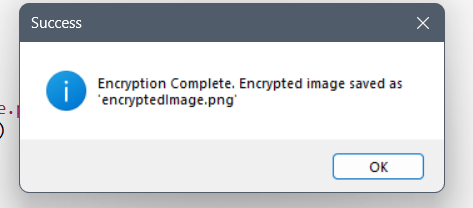 Success
Encryption Complete. Encrypted image saved as
'encryptedImage.png'
OK